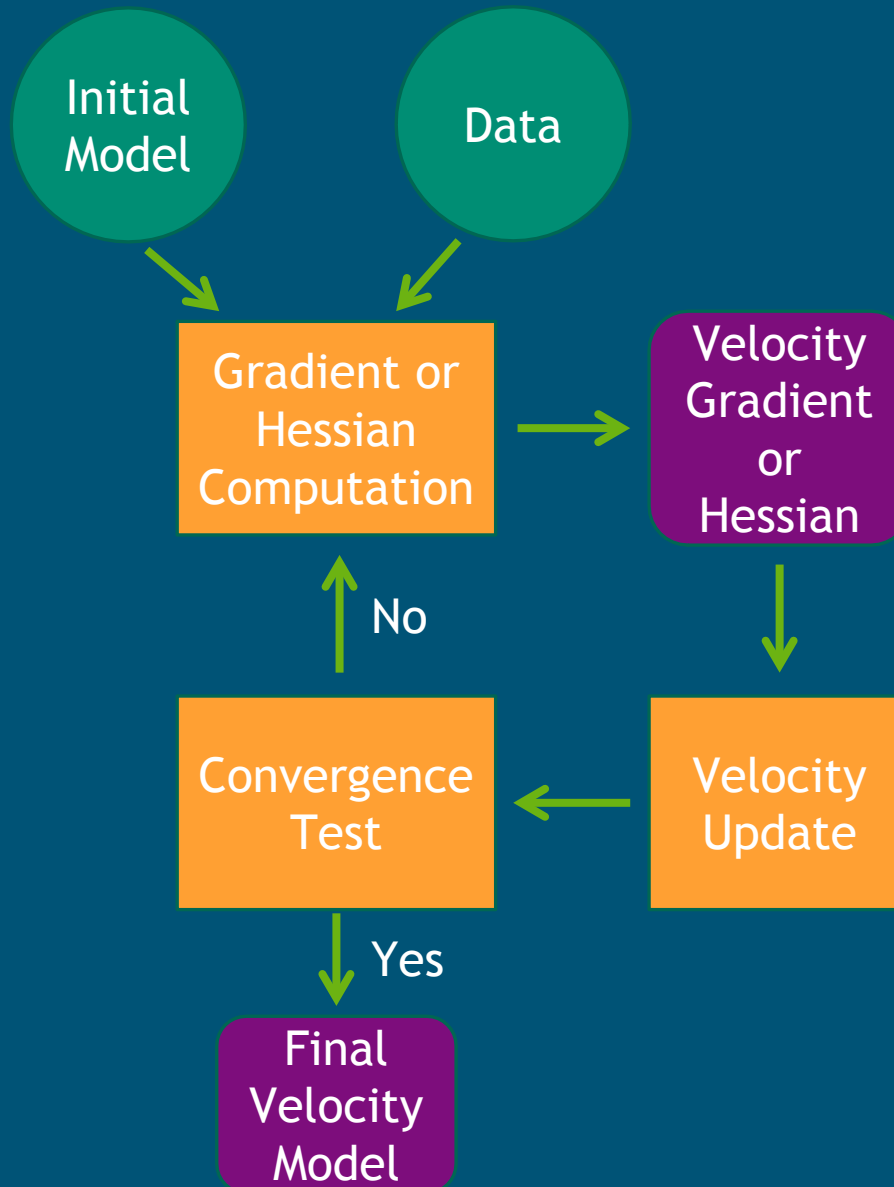 Initial
Model
Data
Gradient or
Hessian
Computation
Velocity
Gradient
or
Hessian
No
Convergence
Test
Velocity
Update
Yes
Final
Velocity
Model